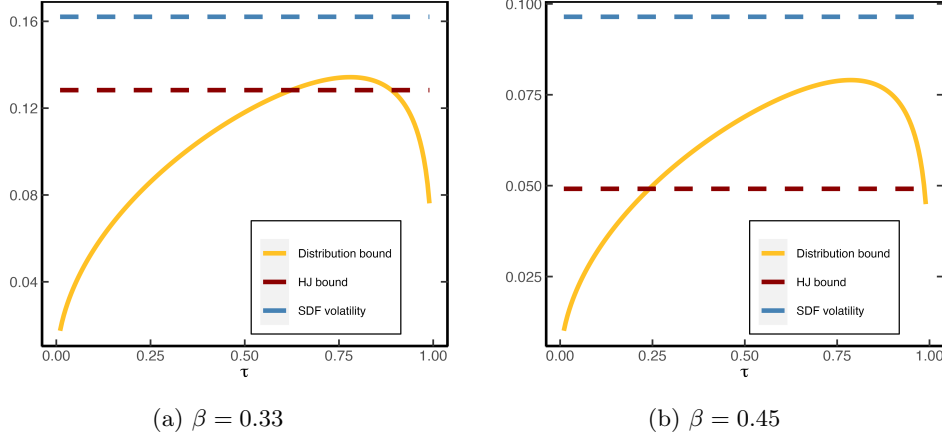 0.16
0.12
0.08
0.04
Distribution bound
HJ bound
SDF volatility
0.00 0.25 0.50 0.75 1.00
τ
(a) β = 0.33
0.100
0.075
0.050
0.025
Distribution bound
HJ bound
SDF volatility
0.00 0.25 0.50 0.75 1.00
τ
(b) β = 0.45